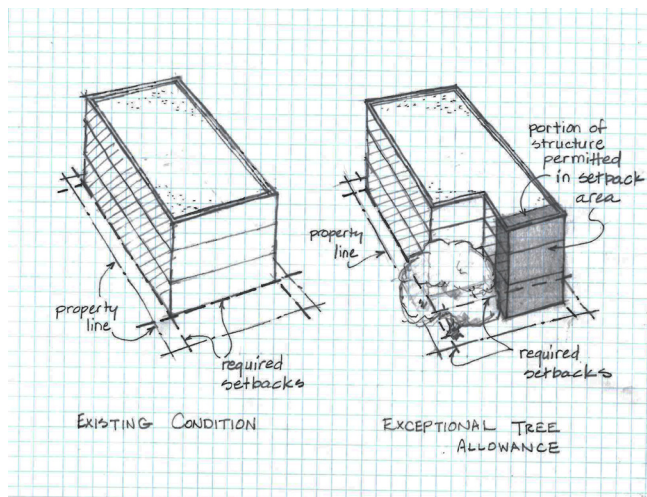 property
line
required
setbacks
EXISTING CONDITION
portion of
structure
permitted
in setpack
area
property
line
required
setbacks
EXCEPTIONAL TREE
ALLOWANCE